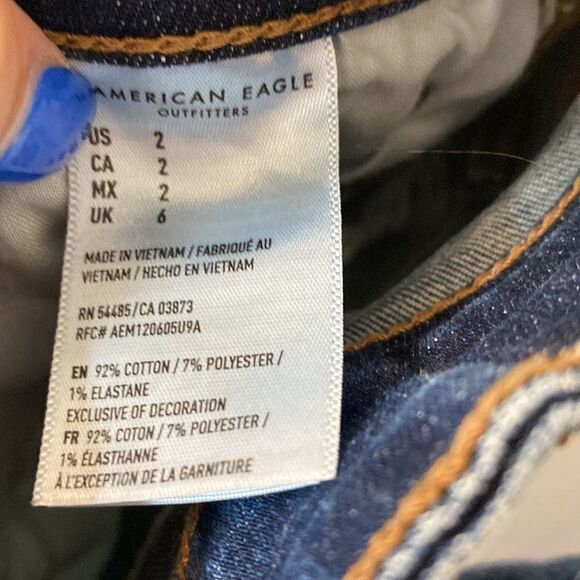 AMERICAN EAGLE
OUTFITTERS
US 2
CA 2
MX 2
UK 6
MADE IN VIETNAM / FABRIQUÉ AU
VIETNAM / HECHO EN VIETNAM
RN 54485/CA 03873
RFC# AEM120605U9A
EN 92% COTTON / 7% POLYESTER /
1% ELASTANE
EXCLUSIVE OF DECORATION
FR 92% COTON / 7% POLYESTER /
1% ÉLASTHANNE
À L'EXCEPTION DE LA GARNITURE